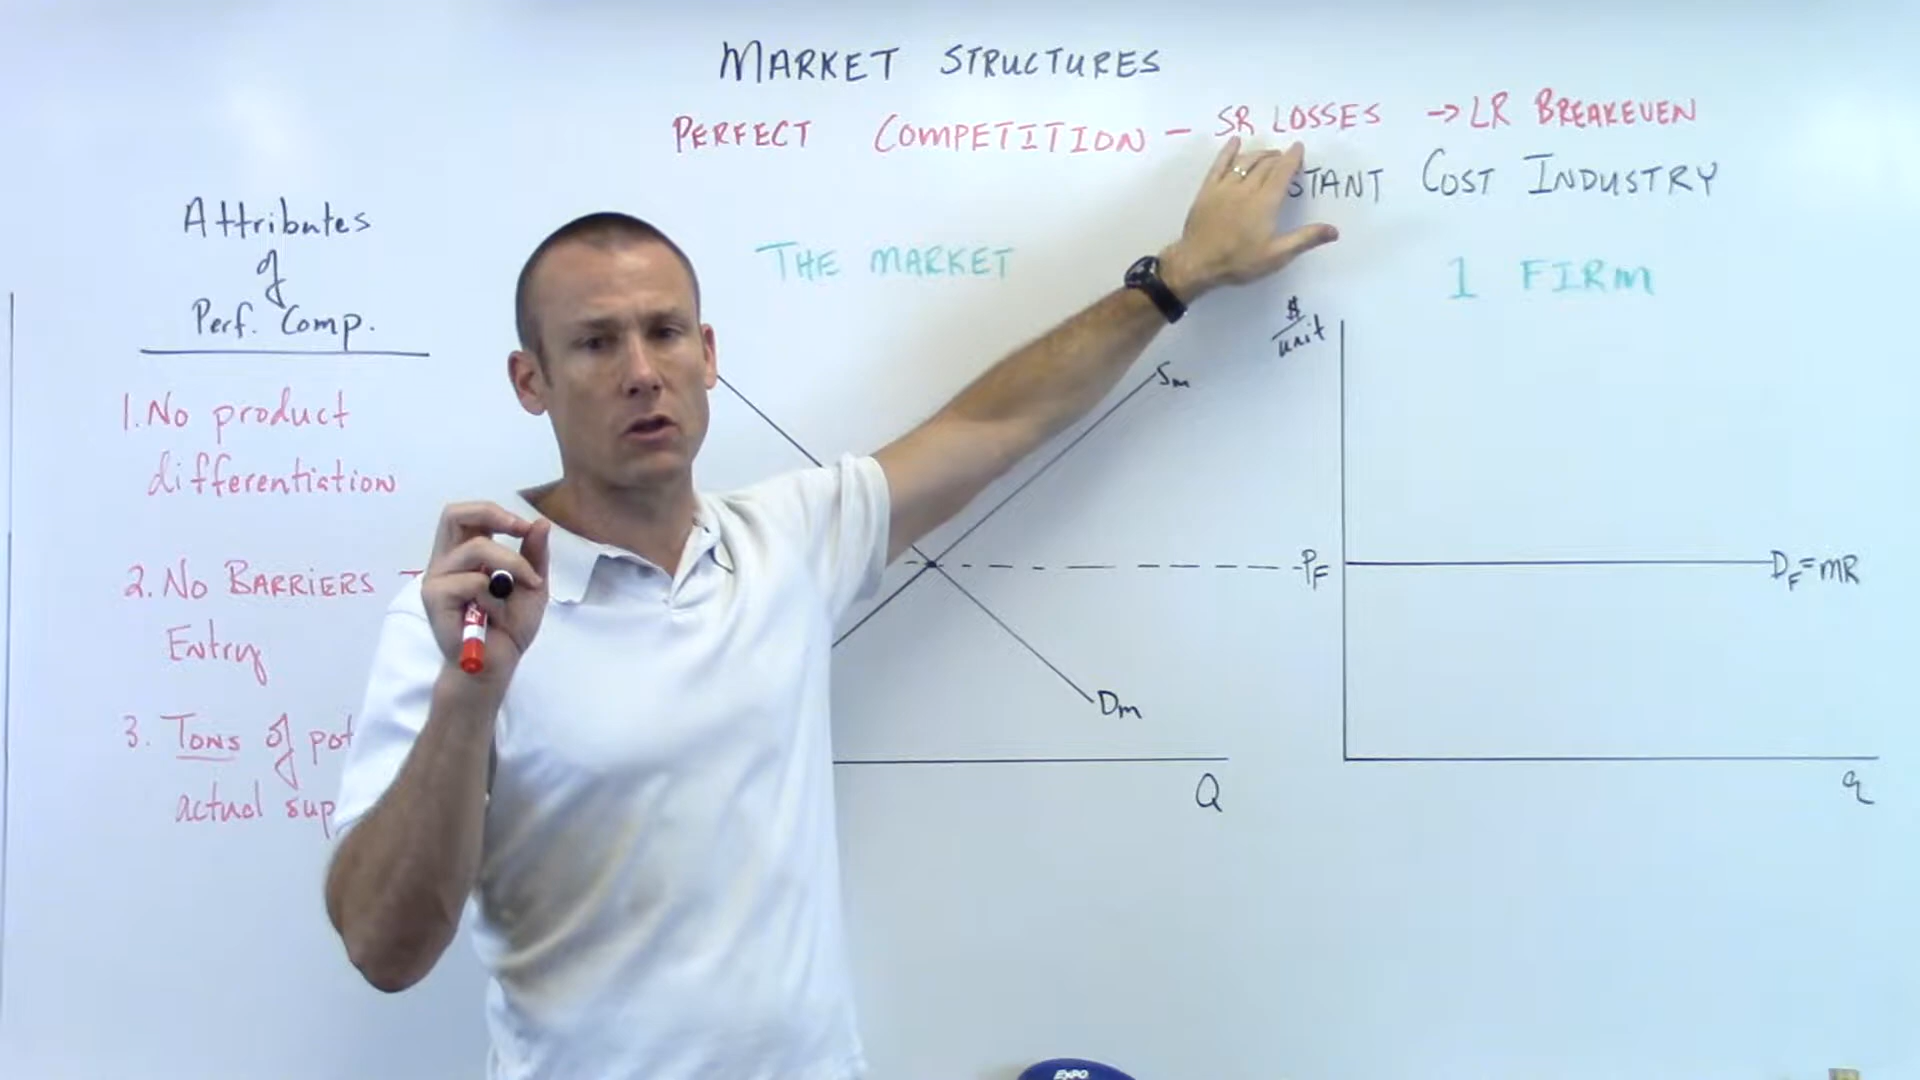 MARKET STRUCTURES
PERFECT COMPETITION - SR LOSSES → LR BREAKEVEN
STANT COST INDUSTRY
Attributes
of
Perf. Comp.
1. No product
differentiation
2. No BARRIERS
Entry
3. TONS of pot
actual sup
THE MARKET
Sm
Dm
Q
1 FIRM
$/unit
PF
DF=MR
q
EXPO